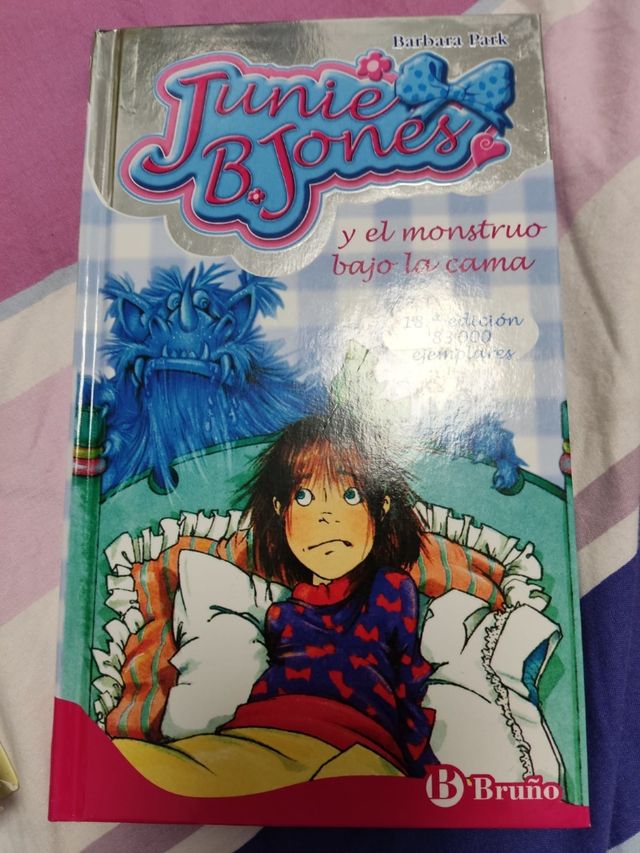 Barbara Park
Junie
B. Jones
y el monstruo
bajo la cama
18.ª edición
83 000
ejemplares
B Bruño